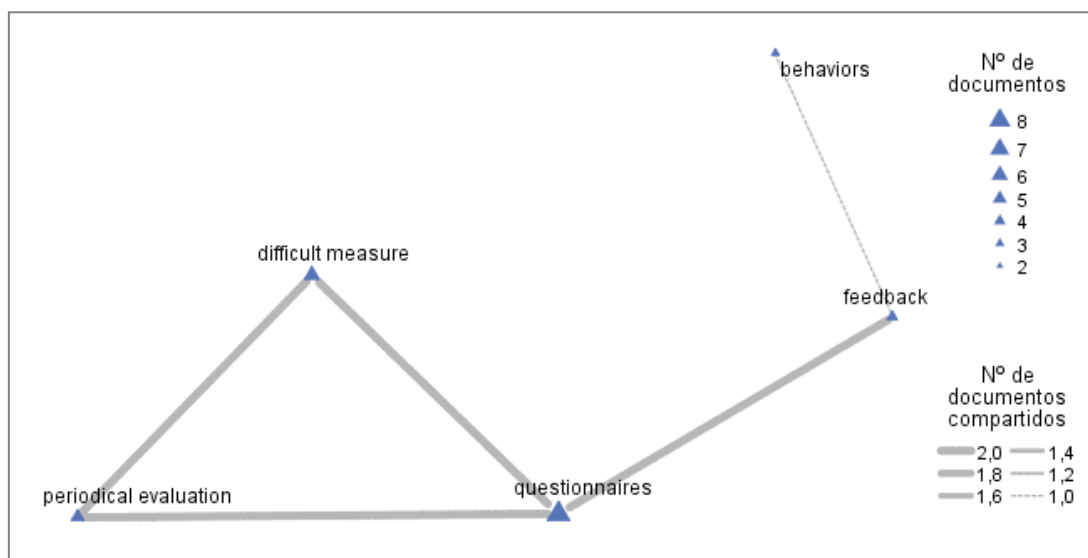 behaviors
difficult measure
feedback
periodical evaluation
questionnaires
Nº de
documentos
8
7
6
5
4
3
2
Nº de
documentos
compartidos
2,0 1,4
1,8 1,2
1,6 1,0